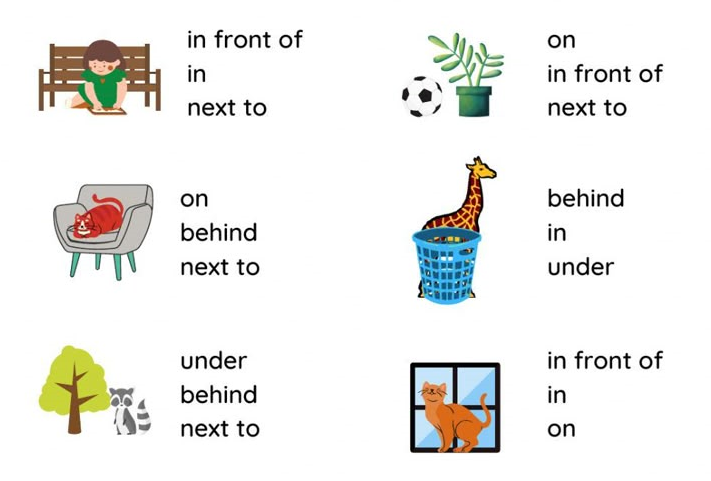 in front of
in
next to
on
in front of
next to
on
behind
next to
behind
in
under
under
behind
next to
in front of
in
on